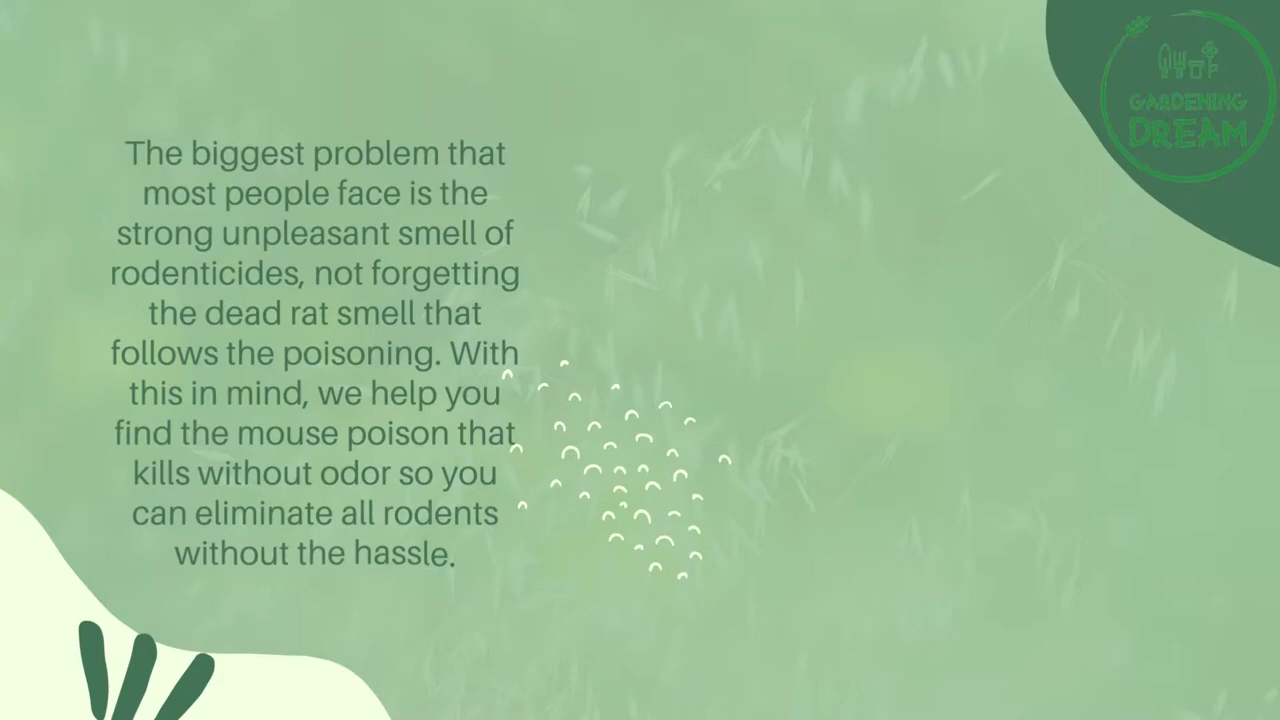 The biggest problem that
most people face is the
strong unpleasant smell of
rodenticides, not forgetting
the dead rat smell that
follows the poisoning. With
this in mind, we help you
find the mouse poison that
kills without odor so you
can eliminate all rodents
without the hassle.
GARDENING
DREAM